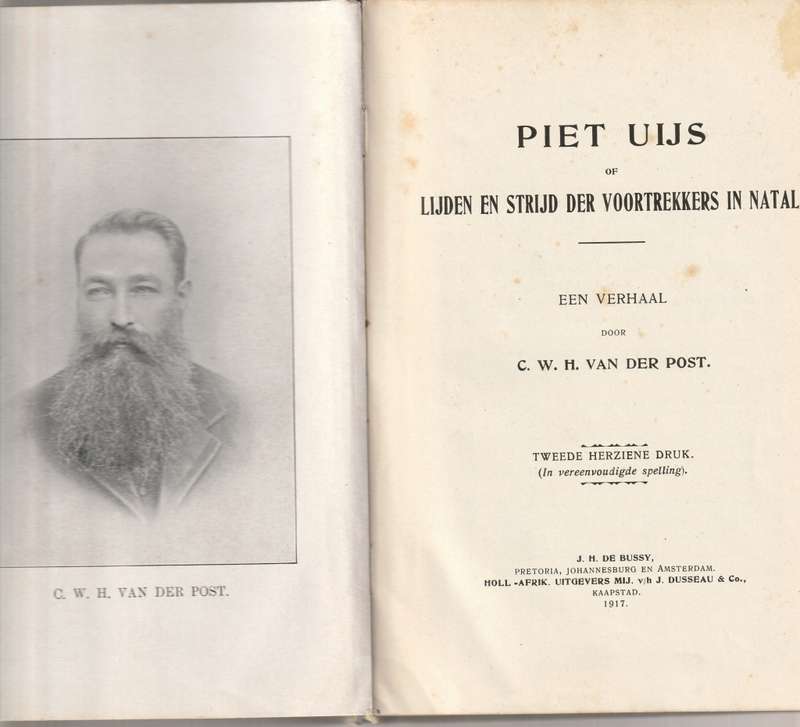 C. W. H. VAN DER POST.
PIET UIJS
OF
LIJDEN EN STRIJD DER VOORTREKKERS IN NATAL
EEN VERHAAL
DOOR
C. W. H. VAN DER POST.
TWEEDE HERZIENE DRUK.
(In vereenvoudigde spelling).
J. H. DE BUSSY,
PRETORIA, JOHANNESBURG EN AMSTERDAM.
HOLL-AFRIK. UITGEVERS MIJ. v/h J. DUSSEAU & Co.,
KAAPSTAD.
1917.